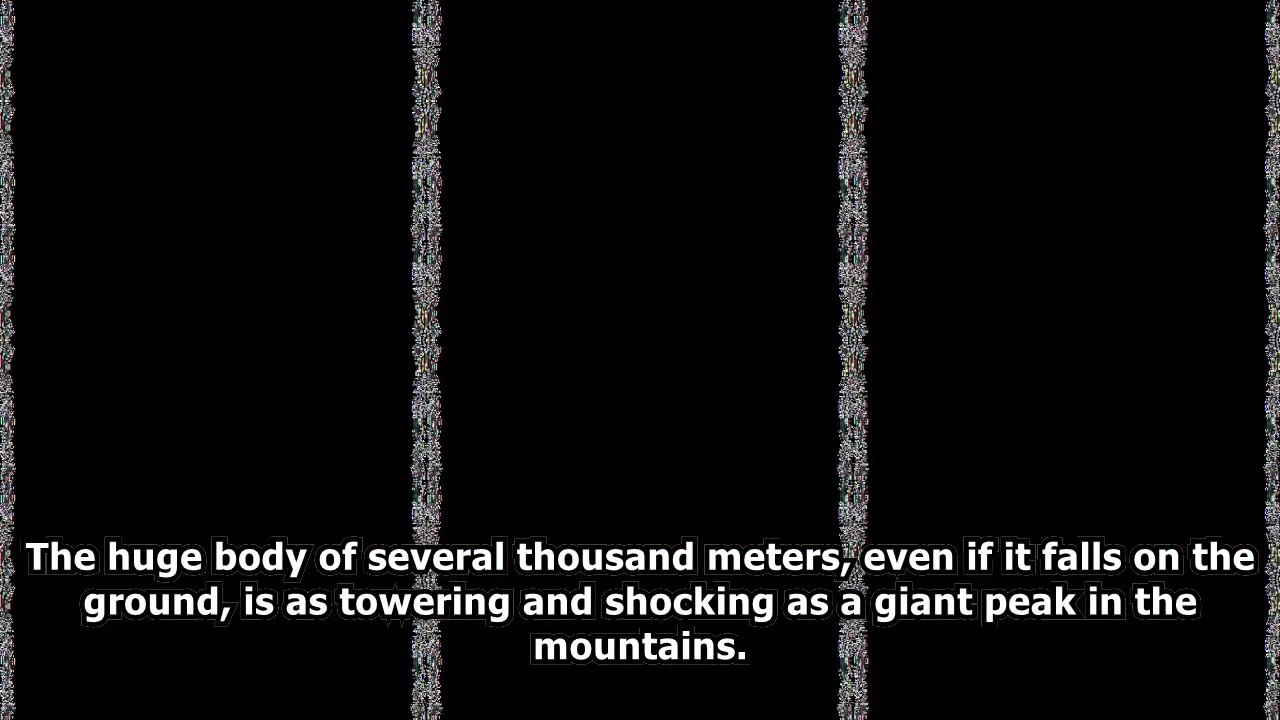 The huge body of several thousand meters, even if it falls on the
ground, is as towering and shocking as a giant peak in the
mountains.